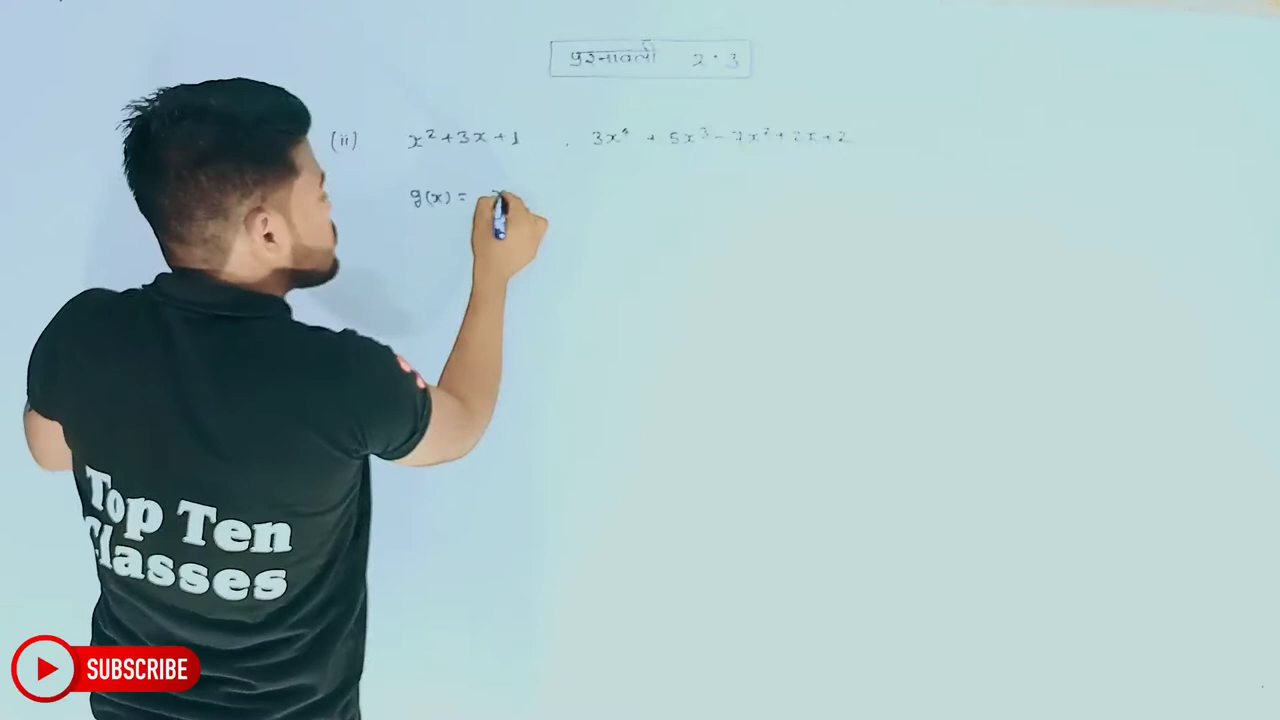 प्रश्नावली 2.3
(ii) x² + 3x + 1 , 3x⁴ + 5x³ - 7x² + 2x + 2
g(x) = x
Top Ten
Classes
SUBSCRIBE